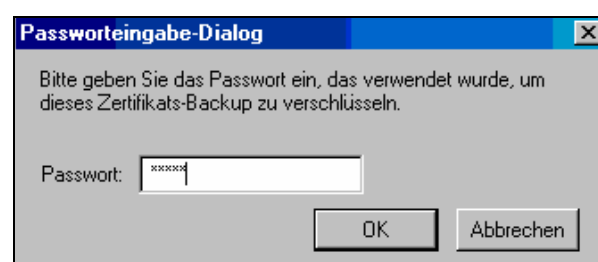 Passworteingabe-Dialog
Bitte geben Sie das Passwort ein, das verwendet wurde, um
dieses Zertifikats-Backup zu verschlüsseln.
Passwort: xxxxx
OK Abbrechen